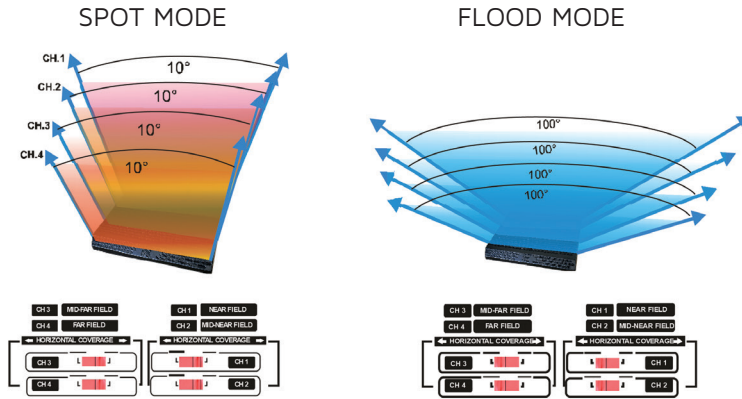 SPOT MODE
FLOOD MODE
CH.1
10°
CH.2
10°
CH.3
10°
CH.4
10°
100°
100°
100°
100°
CH 3 MID-FAR FIELD
CH 4 FAR FIELD
CH 1 NEAR FIELD
CH 2 MID-NEAR FIELD
HORIZONTAL COVERAGE
HORIZONTAL COVERAGE
CH 3
CH 1
CH 4
CH 2
CH 3 MID-FAR FIELD
CH 4 FAR FIELD
CH 1 NEAR FIELD
CH 2 MID-NEAR FIELD
HORIZONTAL COVERAGE
HORIZONTAL COVERAGE
CH 3
CH 1
CH 4
CH 2